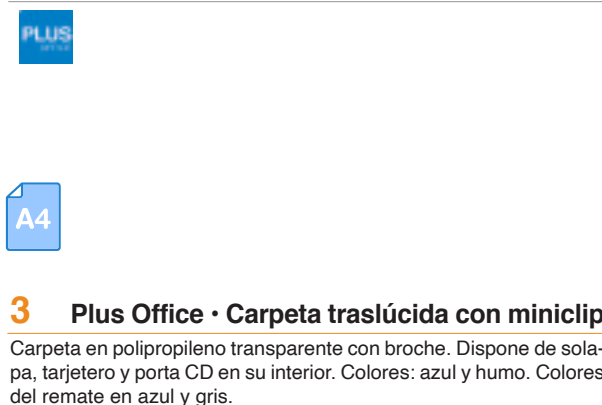 PLUS
OFFICE
A4
3 Plus Office · Carpeta traslúcida con miniclip
Carpeta en polipropileno transparente con broche. Dispone de sola-
pa, tarjetero y porta CD en su interior. Colores: azul y humo. Colores
del remate en azul y gris.